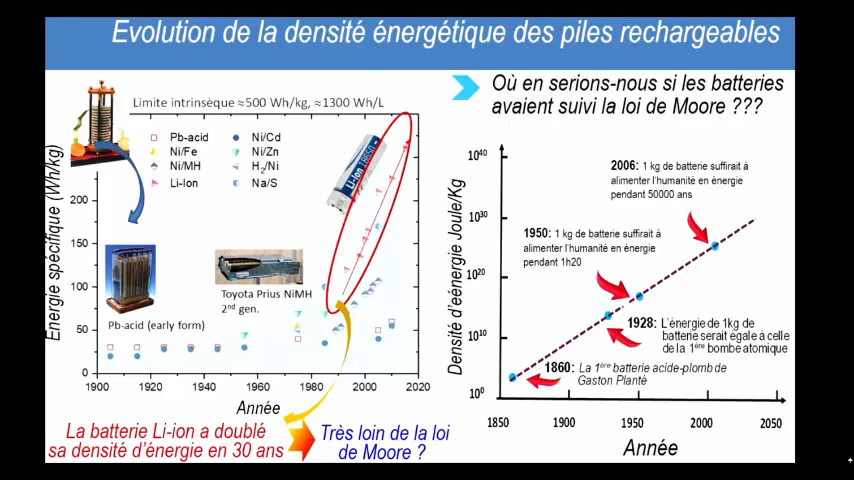 Evolution de la densité énergétique des piles rechargeables
Limite intrinsèque ≈500 Wh/kg, ≈1300 Wh/L
Pb-acid
Ni/Cd
Ni/Fe
Ni/Zn
Ni/MH
H2/Ni
Li-Ion
Na/S
Li-Ion 18650
Energie spécifique (Wh/kg)
200
150
100
50
0
Toyota Prius NiMH
2nd gen.
Pb-acid (early form)
1900
1920
1940
1960
1980
2000
2020
Année
La batterie Li-ion a doublé
sa densité d'énergie en 30 ans
Très loin de la loi
de Moore ?
Où en serions-nous si les batteries
avaient suivi la loi de Moore ???
Densité d'eénergie Joule/Kg
10^40
10^30
10^20
10^10
10^0
2006: 1 kg de batterie suffirait à
alimenter l'humanité en énergie
pendant 50000 ans
1950: 1 kg de batterie suffirait à
alimenter l'humanité en énergie
pendant 1h20
1928: L'énergie de 1kg de
batterie serait égale à celle
de la 1ère bombe atomique
1860: La 1ère batterie acide-plomb de
Gaston Planté
1850
1900
1950
2000
2050
Année